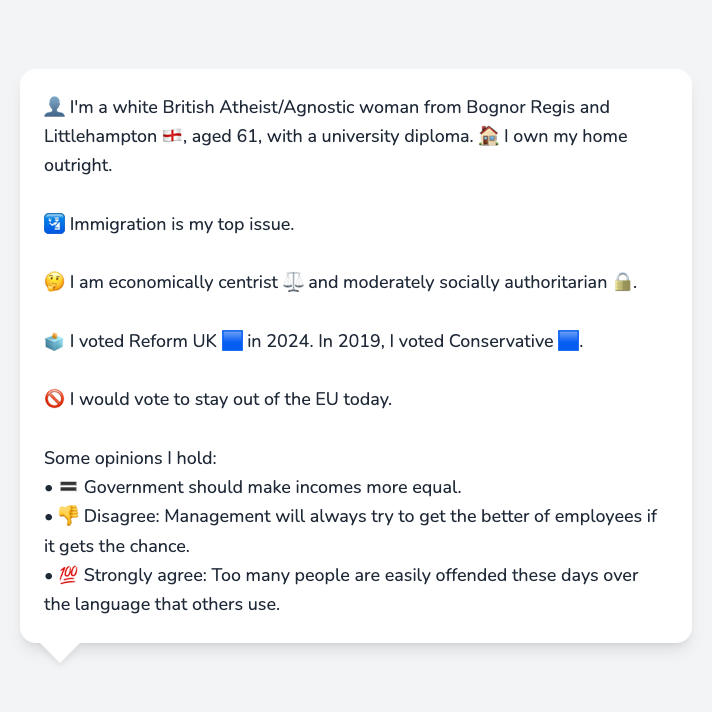 👤 I'm a white British Atheist/Agnostic woman from Bognor Regis and
Littlehampton 🏴󠁧󠁢󠁥󠁮󠁧󠁿, aged 61, with a university diploma. 🏠 I own my home
outright.
🛂 Immigration is my top issue.
🤔 I am economically centrist ⚖️ and moderately socially authoritarian 🔒.
🗳️ I voted Reform UK 🟦 in 2024. In 2019, I voted Conservative 🟦.
🚫 I would vote to stay out of the EU today.
Some opinions I hold:
• 🟰 Government should make incomes more equal.
• 👎 Disagree: Management will always try to get the better of employees if
it gets the chance.
• 💯 Strongly agree: Too many people are easily offended these days over
the language that others use.